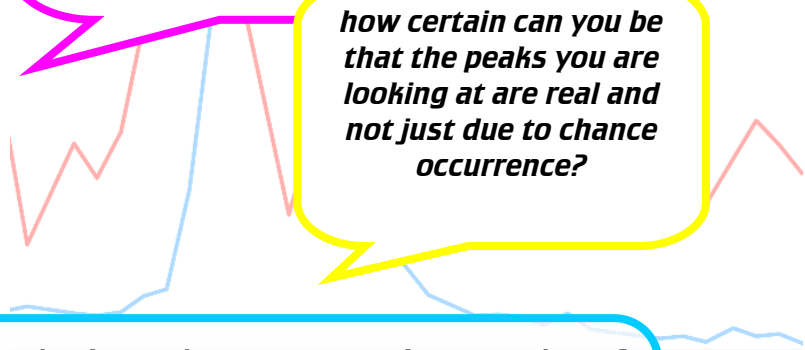 how certain can you be
that the peaks you are
looking at are real and
not just due to chance
occurrence?